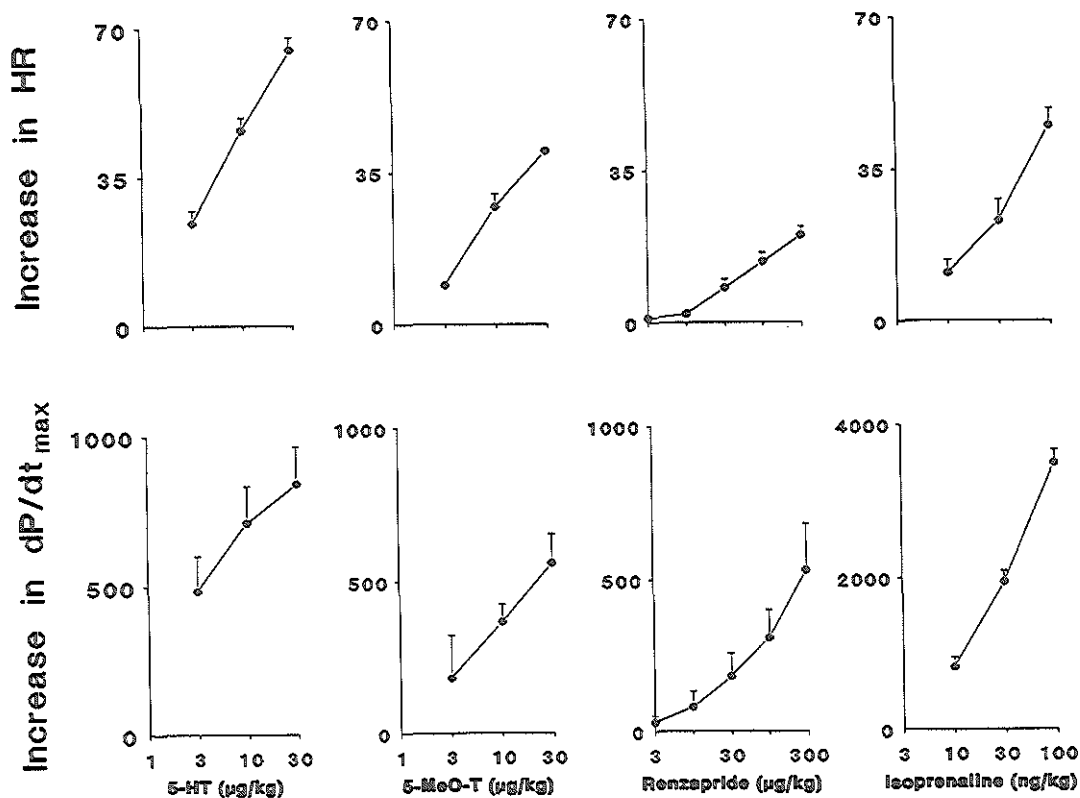 Increase in HR
70
35
0
70
35
0
70
35
0
70
35
0
Increase in dP/dt max
1000
500
0
1 3 10 30
5-HT (µg/kg)
1000
500
0
1 3 10 30
5-MeO-T (µg/kg)
1000
500
0
3 30 300
Renzapride (µg/kg)
4000
2000
0
3 10 30 100
Isoprenaline (ng/kg)